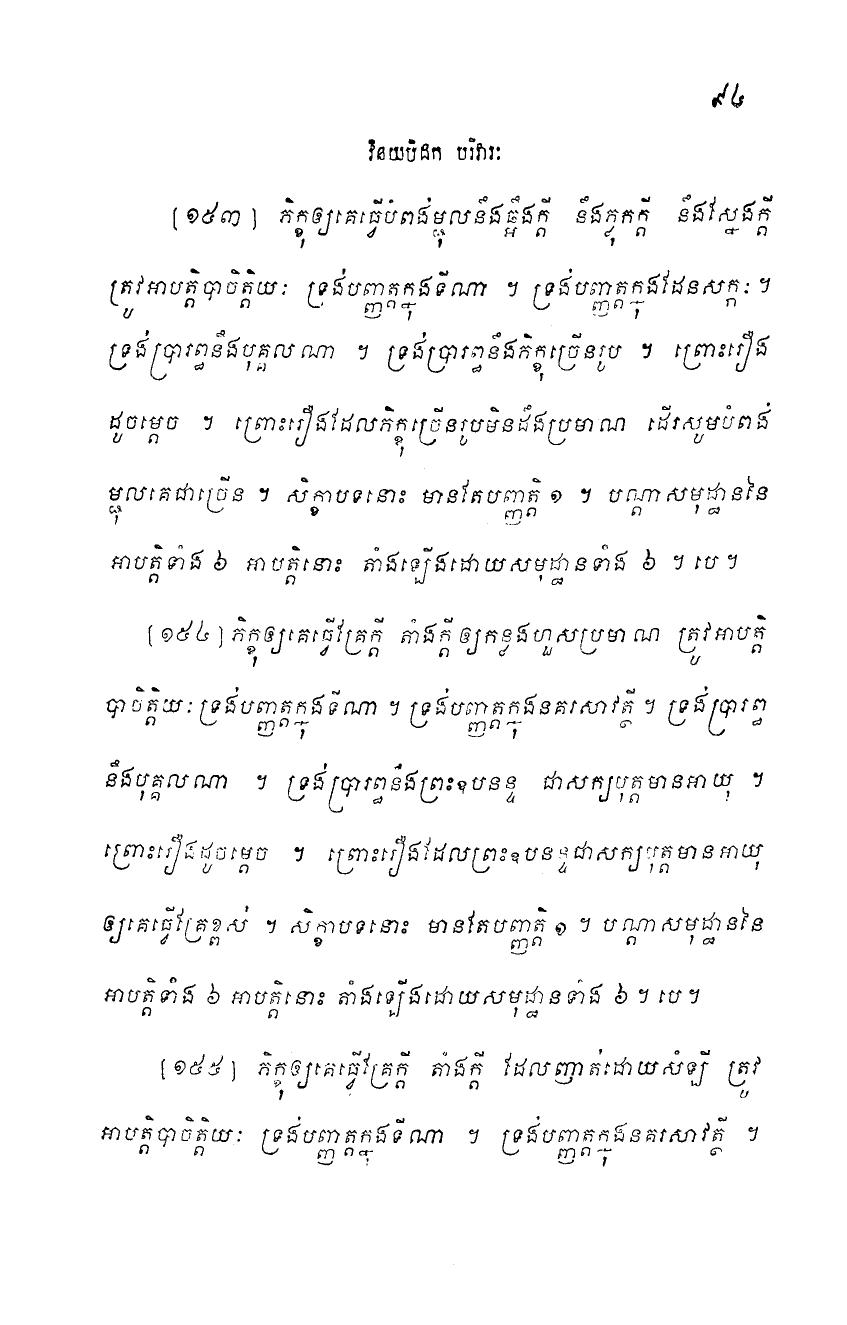 ៩៤
វិនយបិដក បរិវារៈ
[១៥៣] ភិក្ខុឲ្យគេធ្វើបំពង់ម្ជុលនឹងឆ្អឹងក្តី នឹងភ្លុកក្តី នឹងស្នែងក្តី
ត្រូវអាបត្តិបាចិត្តិយៈ ទ្រង់បញ្ញត្តក្នុងទីណា ។ ទ្រង់បញ្ញត្តក្នុងដែនសក្កៈ ។
ទ្រង់ប្រារព្ធនឹងបុគ្គលណា ។ ទ្រង់ប្រារព្ធនឹងភិក្ខុច្រើនរូប ។ ព្រោះរឿង
ដូចម្តេច ។ ព្រោះរឿងដែលភិក្ខុច្រើនរូបមិនដឹងប្រមាណ ដើរសូមបំពង់
ម្ជុលគេជាច្រើន ។ សិក្ខាបទនោះ មានតែបញ្ញត្តិ ១ ។ បណ្តាសមុដ្ឋាននៃ
អាបត្តិទាំង ៦ អាបត្តិនោះ តាំងឡើងដោយសមុដ្ឋានទាំង ៦ ។ បេ ។
[១៥៤] ភិក្ខុឲ្យគេធ្វើគ្រែក្តី តាំងក្តី ឲ្យកន្លងហួសប្រមាណ ត្រូវអាបត្តិ
បាចិត្តិយៈ ទ្រង់បញ្ញត្តក្នុងទីណា ។ ទ្រង់បញ្ញត្តក្នុងនគរសាវត្ថី ។ ទ្រង់ប្រារព្ធ
នឹងបុគ្គលណា ។ ទ្រង់ប្រារព្ធនឹងព្រះឧបនន្ទ ជាសក្យបុត្តមានអាយុ ។
ព្រោះរឿងដូចម្តេច ។ ព្រោះរឿងដែលព្រះឧបនន្ទជាសក្យបុត្តមានអាយុ
ឲ្យគេធ្វើគ្រែខ្ពស់ ។ សិក្ខាបទនោះ មានតែបញ្ញត្តិ ១ ។ បណ្តាសមុដ្ឋាននៃ
អាបត្តិទាំង ៦ អាបត្តិនោះ តាំងឡើងដោយសមុដ្ឋានទាំង ៦ ។ បេ ។
[១៥៥] ភិក្ខុឲ្យគេធ្វើគ្រែក្តី តាំងក្តី ដែលញាត់ដោយសំឡី ត្រូវ
អាបត្តិបាចិត្តិយៈ ទ្រង់បញ្ញត្តក្នុងទីណា ។ ទ្រង់បញ្ញត្តក្នុងនគរសាវត្ថី ។